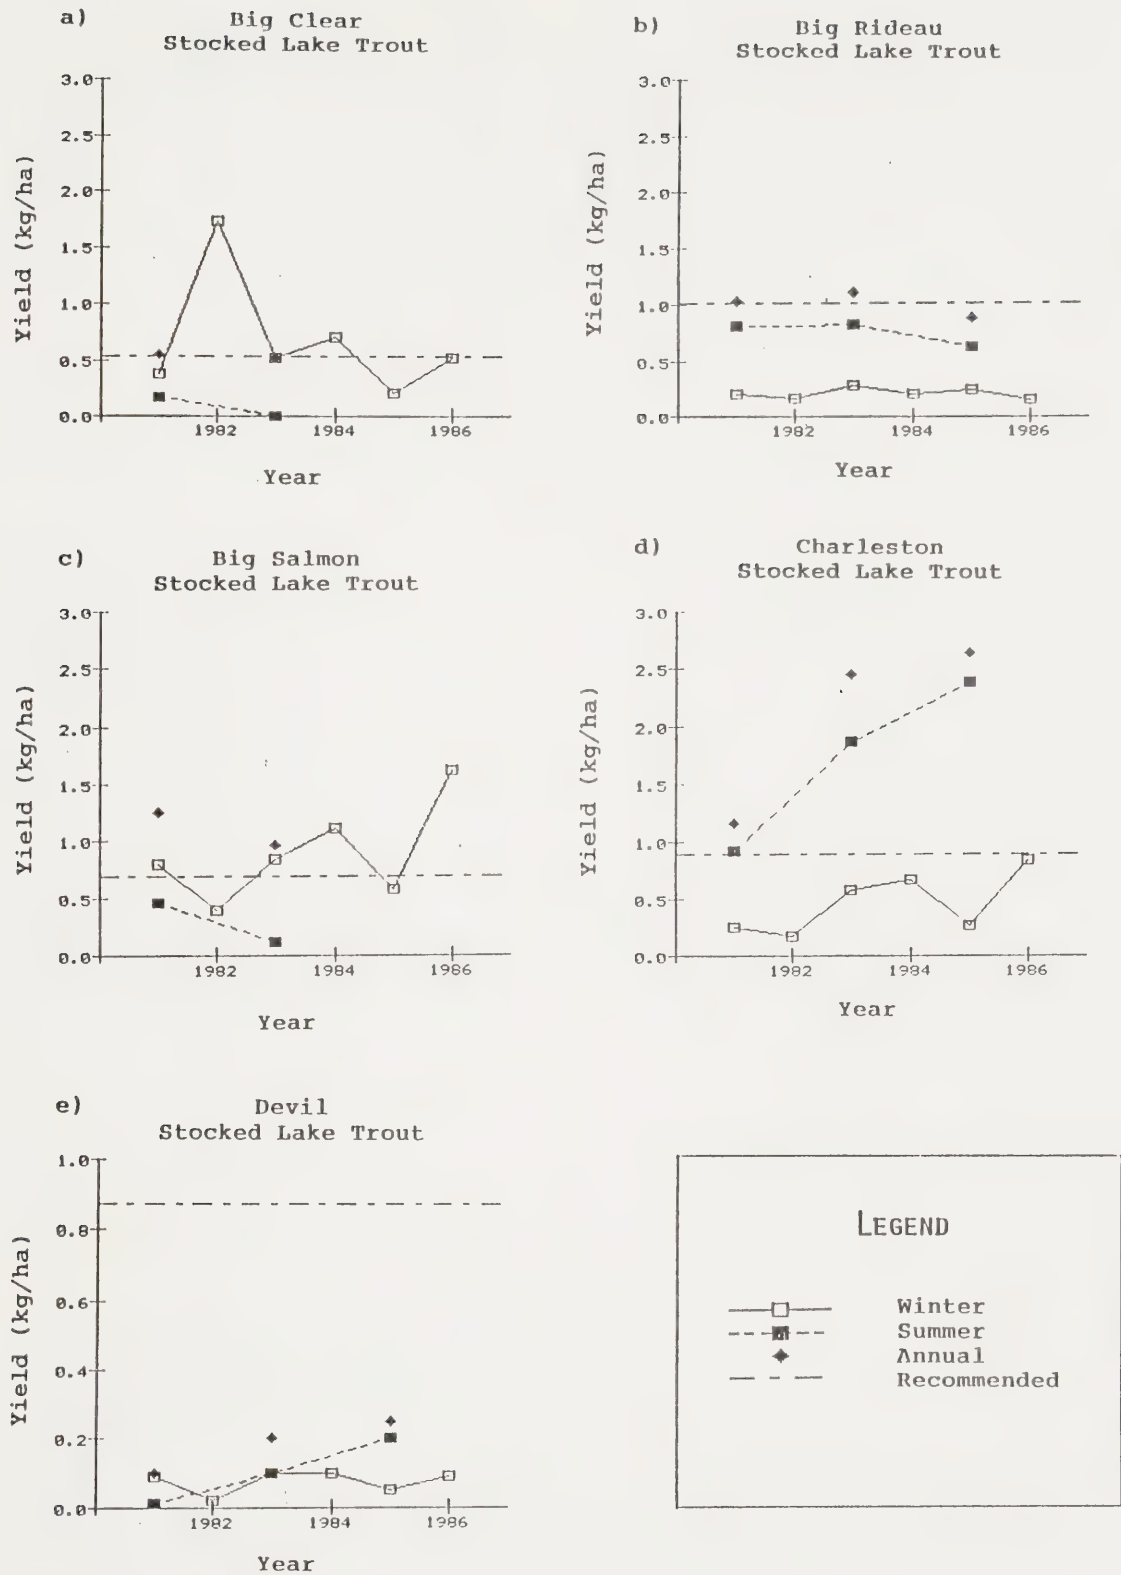 a)
Big Clear
Stocked Lake Trout
3.0
2.5
2.0
1.5
1.0
0.5
0.0
Yield (kg/ha)
1982
1984
1986
Year
b)
Big Rideau
Stocked Lake Trout
3.0
2.5
2.0
1.5
1.0
0.5
0.0
Yield (kg/ha)
1982
1984
1986
Year
c)
Big Salmon
Stocked Lake Trout
3.0
2.5
2.0
1.5
1.0
0.5
0.0
Yield (kg/ha)
1982
1984
1986
Year
d)
Charleston
Stocked Lake Trout
3.0
2.5
2.0
1.5
1.0
0.5
0.0
Yield (kg/ha)
1982
1984
1986
Year
e)
Devil
Stocked Lake Trout
1.0
0.8
0.6
0.4
0.2
0.0
Yield (kg/ha)
1982
1984
1986
Year
LEGEND
Winter
Summer
Annual
Recommended